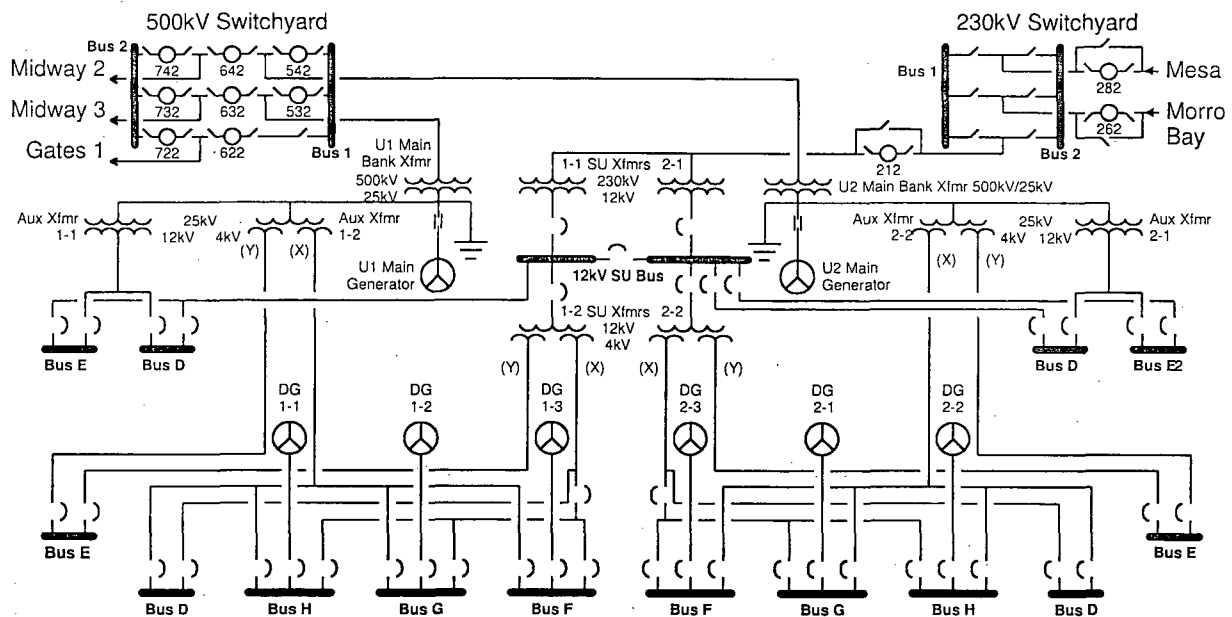 500kV Switchyard
230kV Switchyard
Bus 2
Midway 2
742
642
542
Bus 1
Mesa
282
Midway 3
732
632
532
Morro
Bay
262
Gates 1
722
622
Bus 1
Bus 2
U1 Main
Bank Xfmr
500kV
25kV
1-1 SU Xfmrs 2-1
230kV
12kV
212
U2 Main Bank Xfmr 500kV/25kV
Aux Xfmr
1-1
25kV
12kV
4kV
Aux Xfmr
1-2
(Y)
(X)
Aux Xfmr
2-2
25kV
4kV
12kV
Aux Xfmr
2-1
(X)
(Y)
U1 Main
Generator
12kV SU Bus
U2 Main
Generator
1-2 SU Xfmrs 2-2
12kV
4kV
Bus E
Bus D
Bus D
Bus E2
(Y)
(X)
(X)
(Y)
DG
1-1
DG
1-2
DG
1-3
DG
2-3
DG
2-1
DG
2-2
Bus E
Bus E
Bus D
Bus H
Bus G
Bus F
Bus F
Bus G
Bus H
Bus D